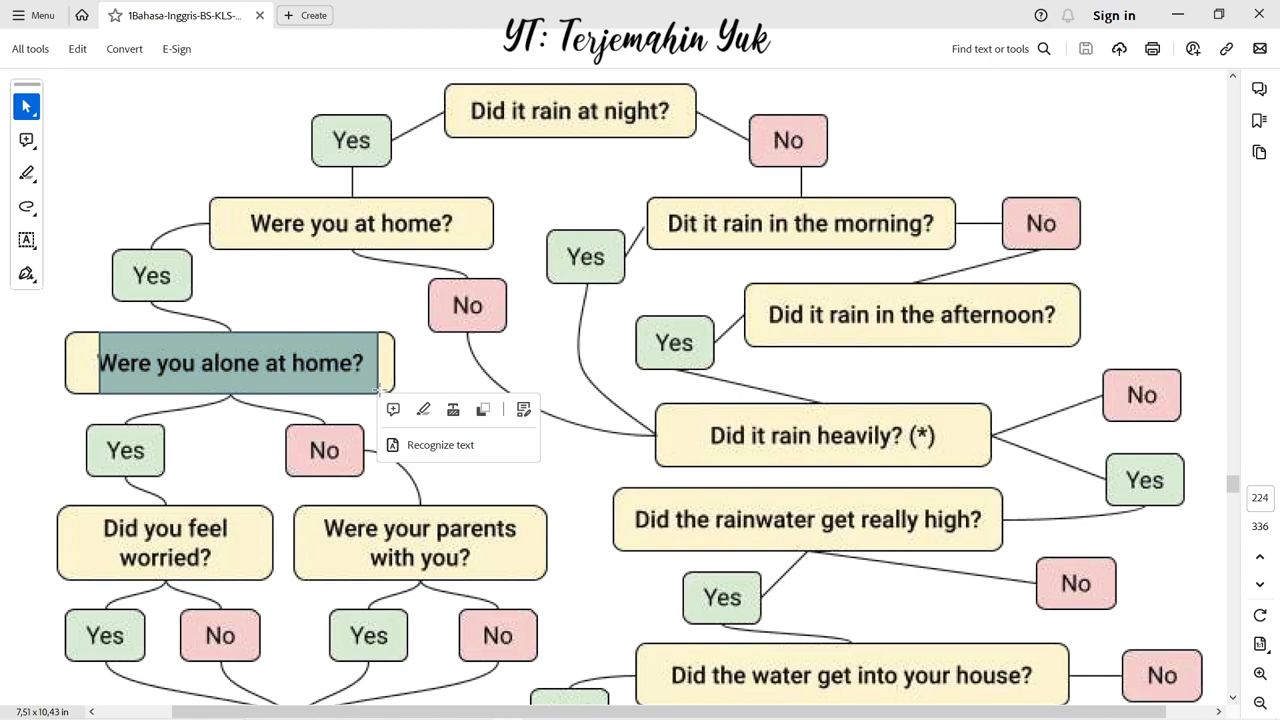 Menu
1Bahasa-Inggris-BS-KLS-...
Create
Sign in
All tools
Edit
Convert
E-Sign
YT: Terjemahin Yuk
Find text or tools
Did it rain at night?
Yes
No
Were you at home?
Dit it rain in the morning?
No
Yes
Yes
No
Did it rain in the afternoon?
Yes
Were you alone at home?
No
Did it rain heavily? (*)
Recognize text
Yes
No
Yes
Did you feel
worried?
Were your parents
with you?
Did the rainwater get really high?
Yes
No
Yes
No
Yes
No
Did the water get into your house?
No
224
336
7,51 x 10,43 in